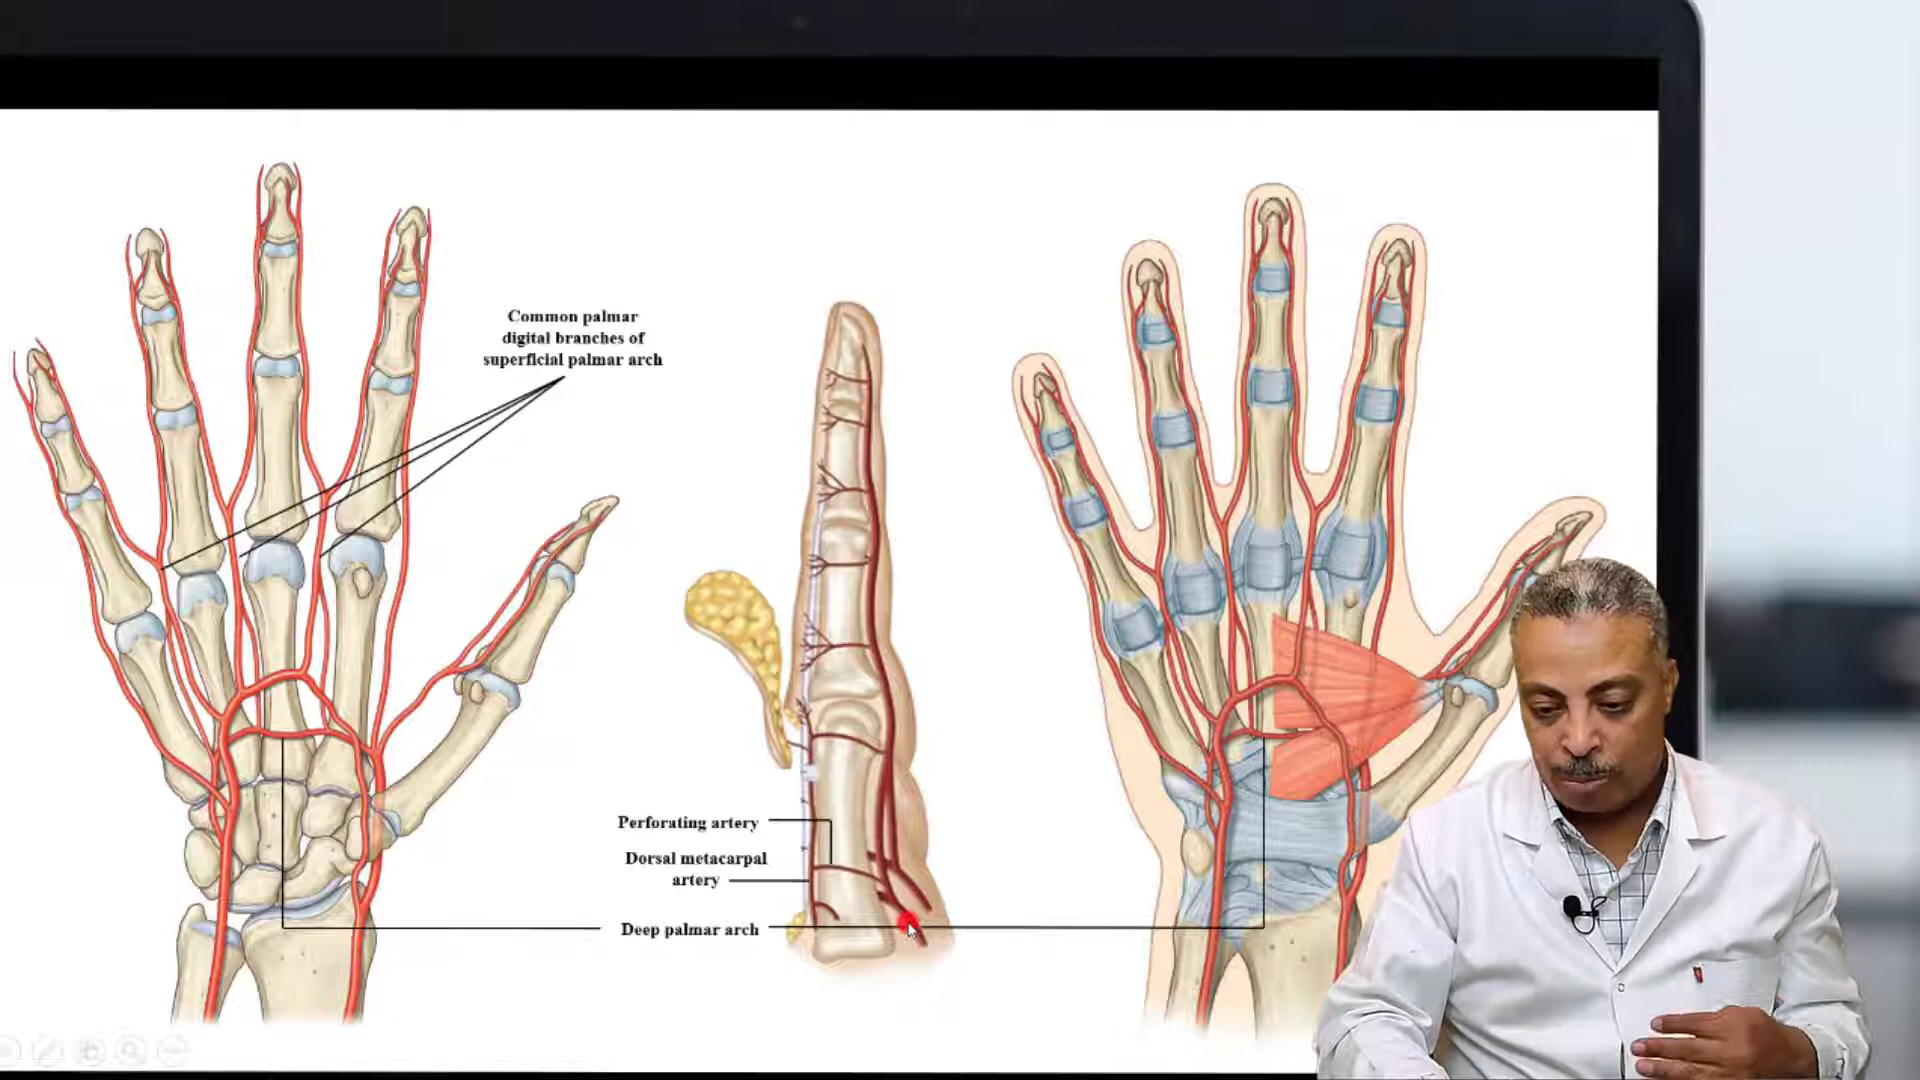 Common palmar
digital branches of
superficial palmar arch
Perforating artery
Dorsal metacarpal
artery
Deep palmar arch